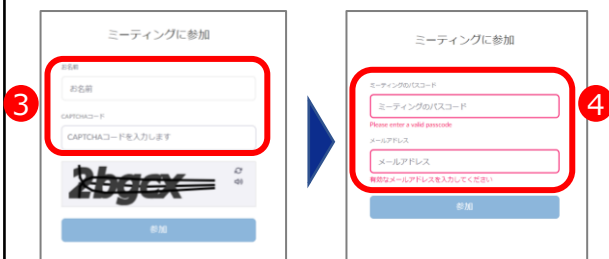 ミーティングに参加
お名前
お名前
CAPTCHAコード
CAPTCHAコードを入力します
2bgcx
参加
3
ミーティングに参加
ミーティングのパスコード
ミーティングのパスコード
Please enter a valid passcode
メールアドレス
メールアドレス
有効なメールアドレスを入力してください
参加
4